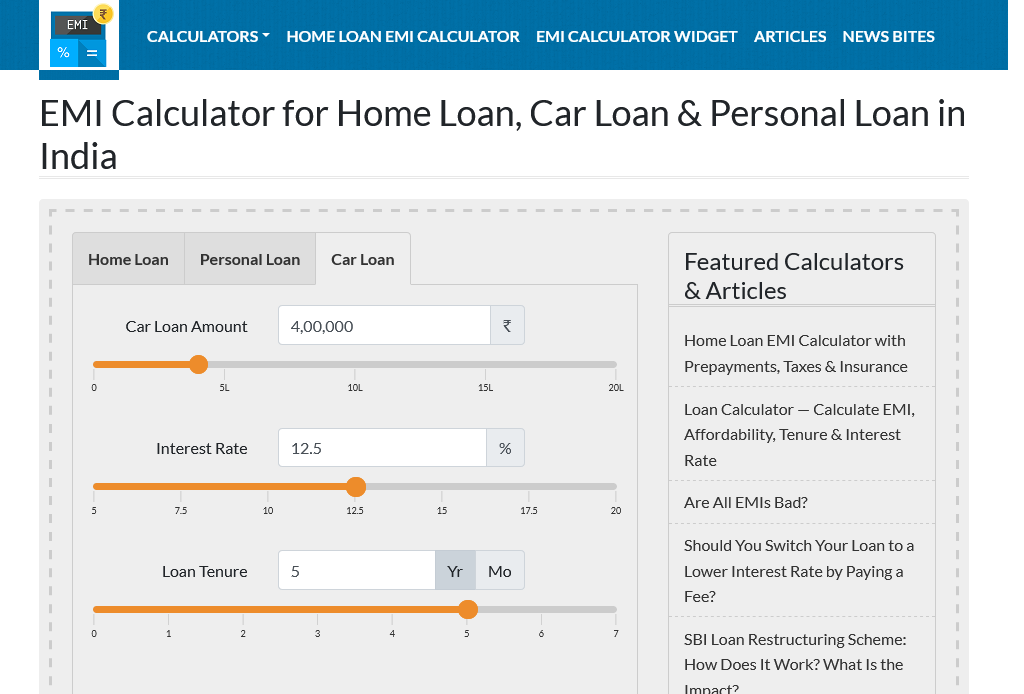 EMI ₹
% =
CALCULATORS HOME LOAN EMI CALCULATOR EMI CALCULATOR WIDGET ARTICLES NEWS BITES
EMI Calculator for Home Loan, Car Loan & Personal Loan in
India
Home Loan Personal Loan Car Loan
Car Loan Amount 4,00,000 ₹
0 5L 10L 15L 20L
Interest Rate 12.5 %
5 7.5 10 12.5 15 17.5 20
Loan Tenure 5 Yr Mo
0 1 2 3 4 5 6 7
Featured Calculators
& Articles
Home Loan EMI Calculator with
Prepayments, Taxes & Insurance
Loan Calculator — Calculate EMI,
Affordability, Tenure & Interest
Rate
Are All EMIs Bad?
Should You Switch Your Loan to a
Lower Interest Rate by Paying a
Fee?
SBI Loan Restructuring Scheme:
How Does It Work? What Is the
Impact?